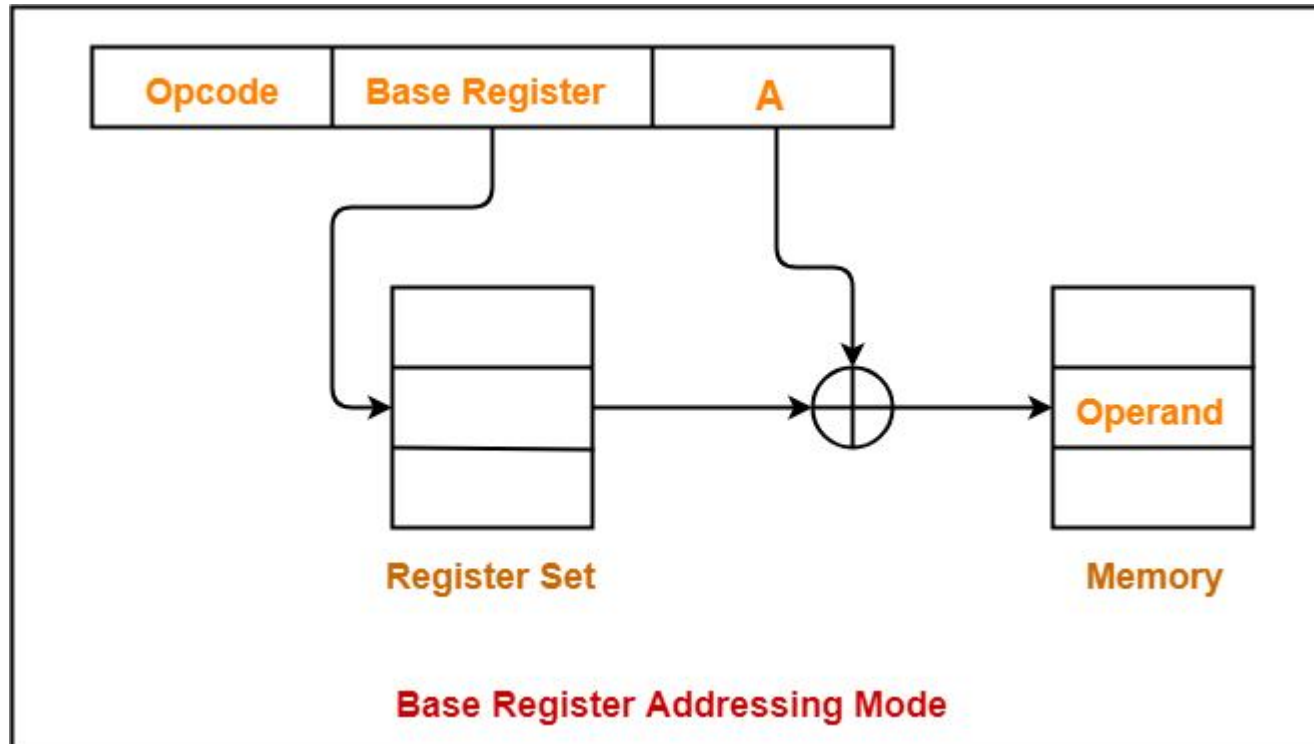 Opcode
Base Register
A
Operand
Register Set
Memory
Base Register Addressing Mode